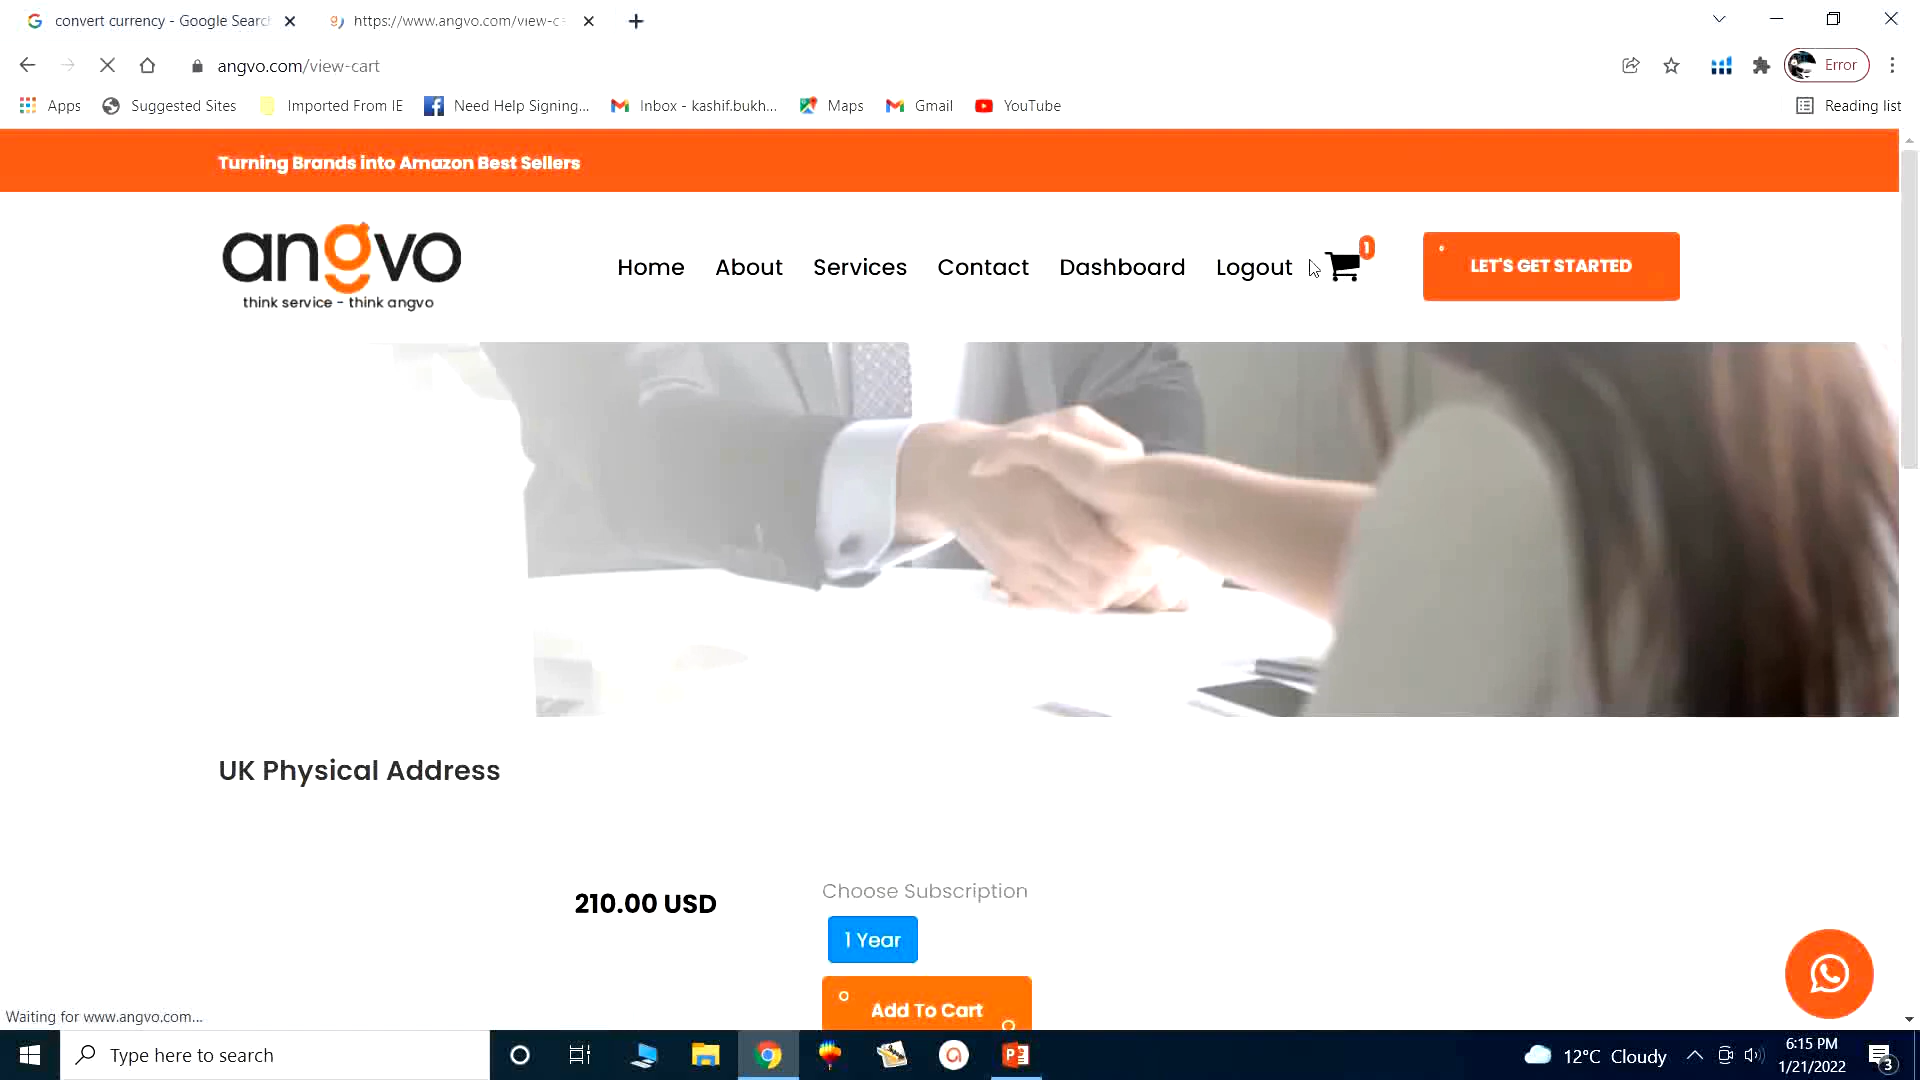 convert currency - Google Searc
https://www.angvo.com/view-c
angvo.com/view-cart
Error
Apps
Suggested Sites
Imported From IE
Need Help Signing...
Inbox - kashif.bukh...
Maps
Gmail
YouTube
Reading list
Turning Brands into Amazon Best Sellers
angvo
think service - think angvo
Home
About
Services
Contact
Dashboard
Logout
1
LET'S GET STARTED
UK Physical Address
210.00 USD
Choose Subscription
1 Year
Add To Cart
Waiting for www.angvo.com...
Type here to search
12°C Cloudy
6:15 PM
1/21/2022
3